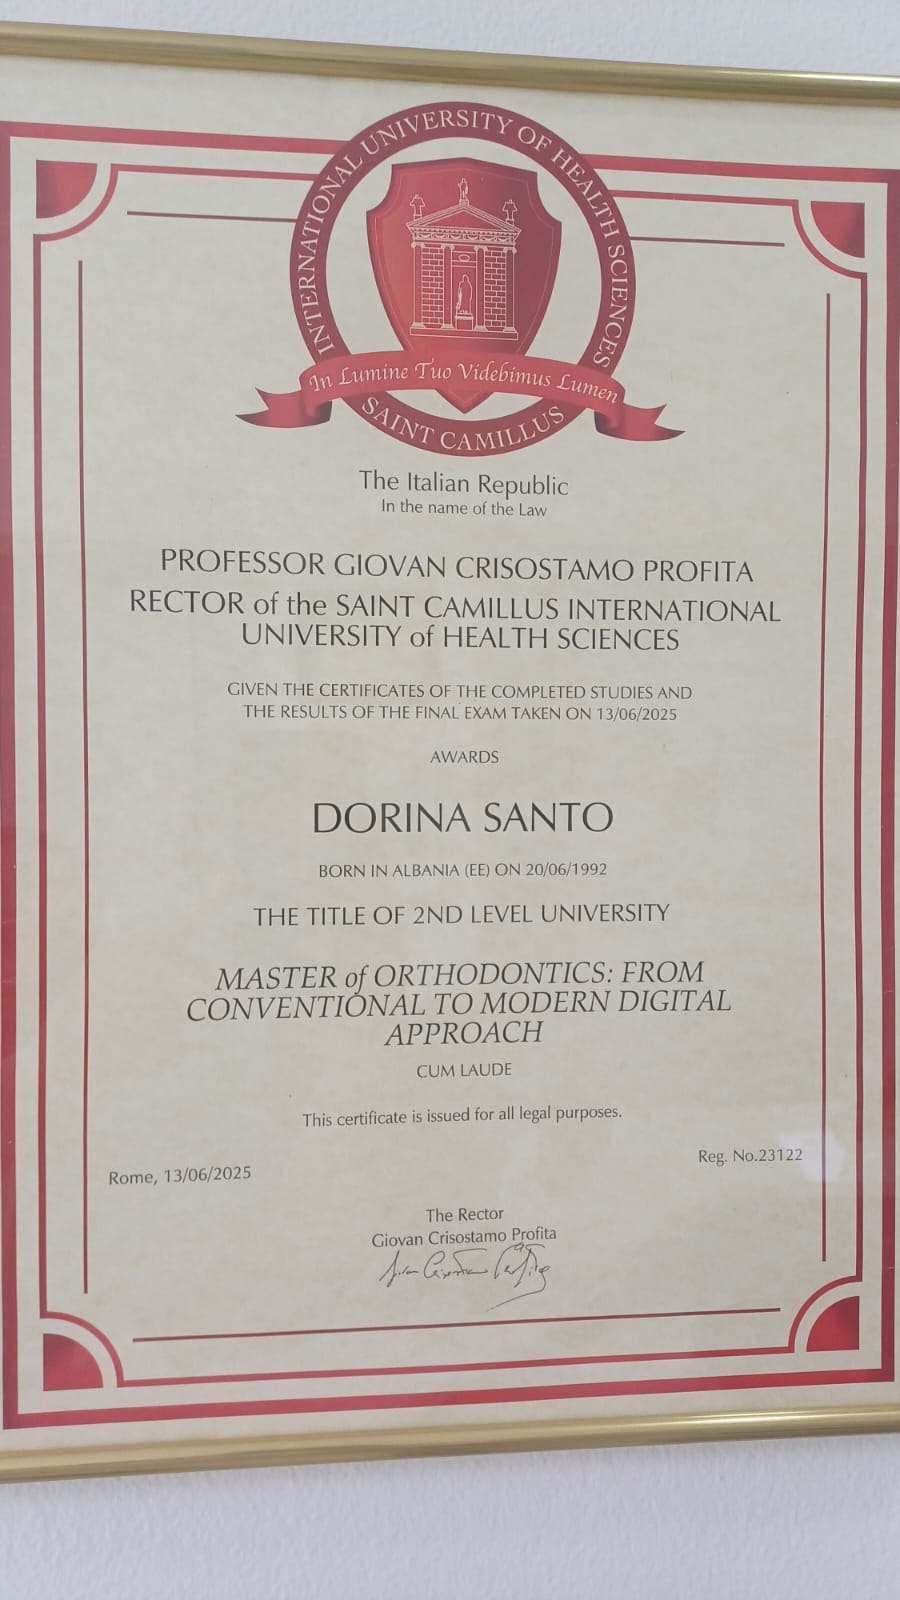 INTERNATIONAL UNIVERSITY OF HEALTH SCIENCES
In Lumine Tuo Videbimus Lumen
SAINT CAMILLUS
The Italian Republic
In the name of the Law
PROFESSOR GIOVAN CRISOSTAMO PROFITA
RECTOR of the SAINT CAMILLUS INTERNATIONAL
UNIVERSITY of HEALTH SCIENCES
GIVEN THE CERTIFICATES OF THE COMPLETED STUDIES AND
THE RESULTS OF THE FINAL EXAM TAKEN ON 13/06/2025
AWARDS
DORINA SANTO
BORN IN ALBANIA (EE) ON 20/06/1992
THE TITLE OF 2ND LEVEL UNIVERSITY
MASTER of ORTHODONTICS: FROM
CONVENTIONAL TO MODERN DIGITAL
APPROACH
CUM LAUDE
This certificate is issued for all legal purposes.
Reg. No.23122
Rome, 13/06/2025
The Rector
Giovan Crisostamo Profita